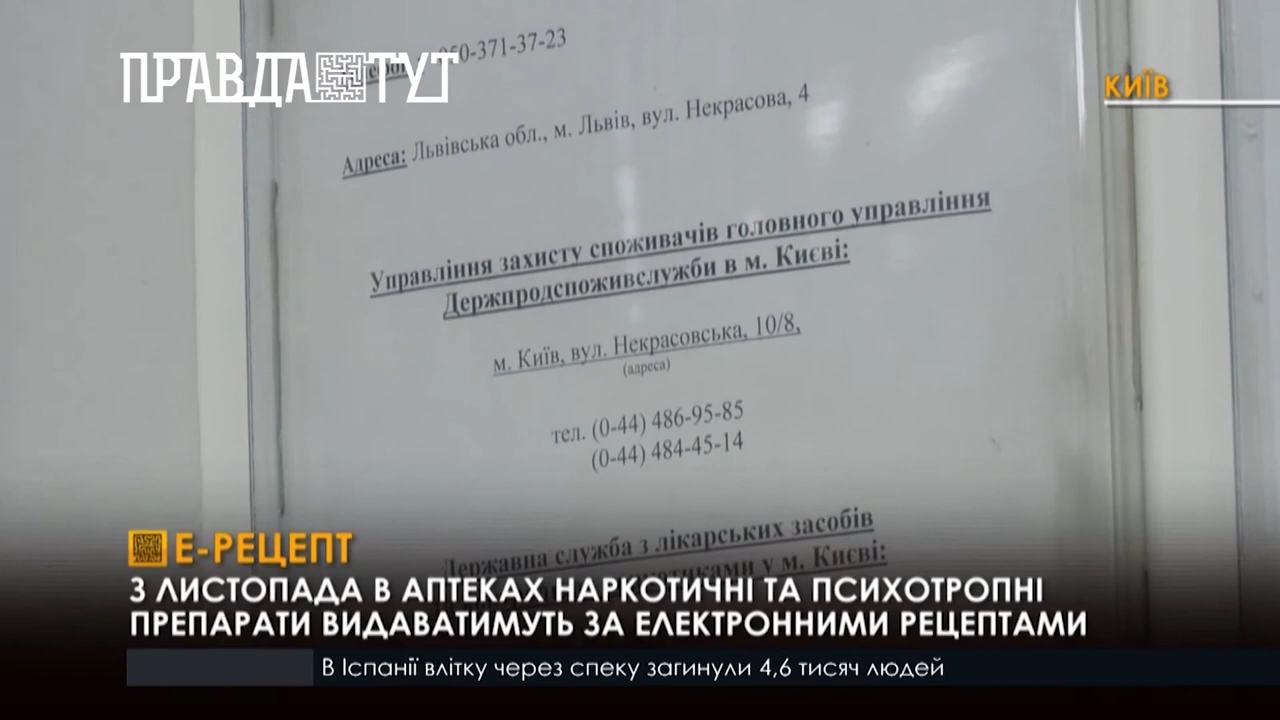 ПРАВДА ТУТ
КИЇВ
050-371-37-23
Адреса: Львівська обл., м. Львів, вул. Некрасова, 4
Управління захисту споживачів головного управління
Держпродспоживслужби в м. Києві:
м. Київ, вул. Некрасовська, 10/8,
(адреса)
тел. (0-44) 486-95-85
(0-44) 484-45-14
Державна служба з лікарських засобів
у м. Києві:
Е-РЕЦЕПТ
З ЛИСТОПАДА В АПТЕКАХ НАРКОТИЧНІ ТА ПСИХОТРОПНІ
ПРЕПАРАТИ ВИДАВАТИМУТЬ ЗА ЕЛЕКТРОННИМИ РЕЦЕПТАМИ
В Іспанії влітку через спеку загинули 4,6 тисяч людей